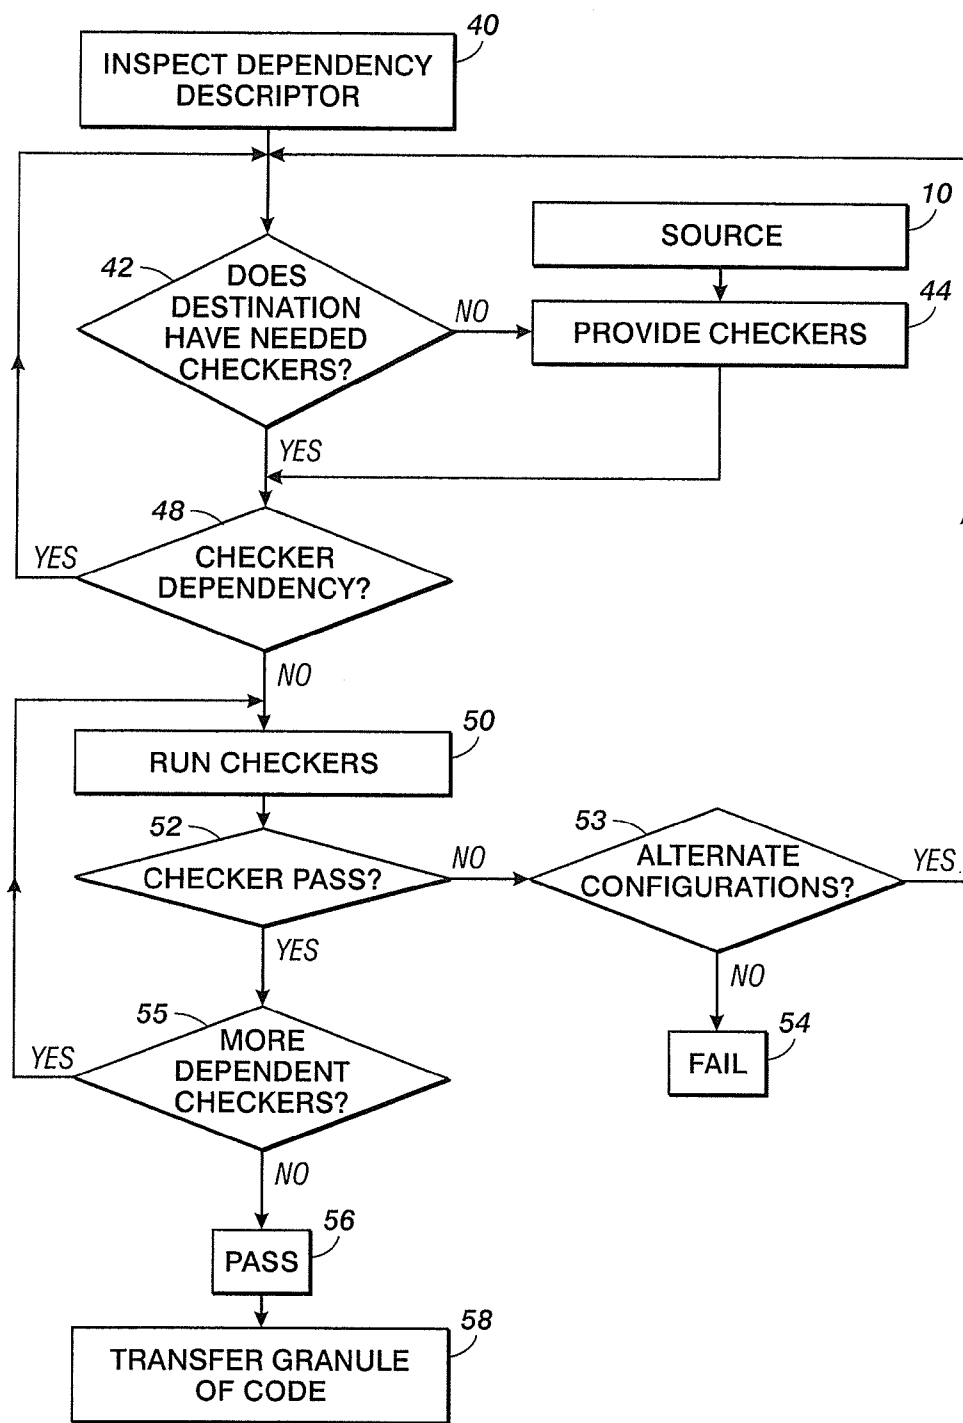 40
INSPECT DEPENDENCY
DESCRIPTOR
10
SOURCE
42
DOES
DESTINATION
HAVE NEEDED
CHECKERS?
NO
44
PROVIDE CHECKERS
YES
48
CHECKER
DEPENDENCY?
YES
NO
50
RUN CHECKERS
52
CHECKER PASS?
NO
53
ALTERNATE
CONFIGURATIONS?
YES
YES
NO
55
MORE
DEPENDENT
CHECKERS?
YES
54
FAIL
NO
56
PASS
58
TRANSFER GRANULE
OF CODE